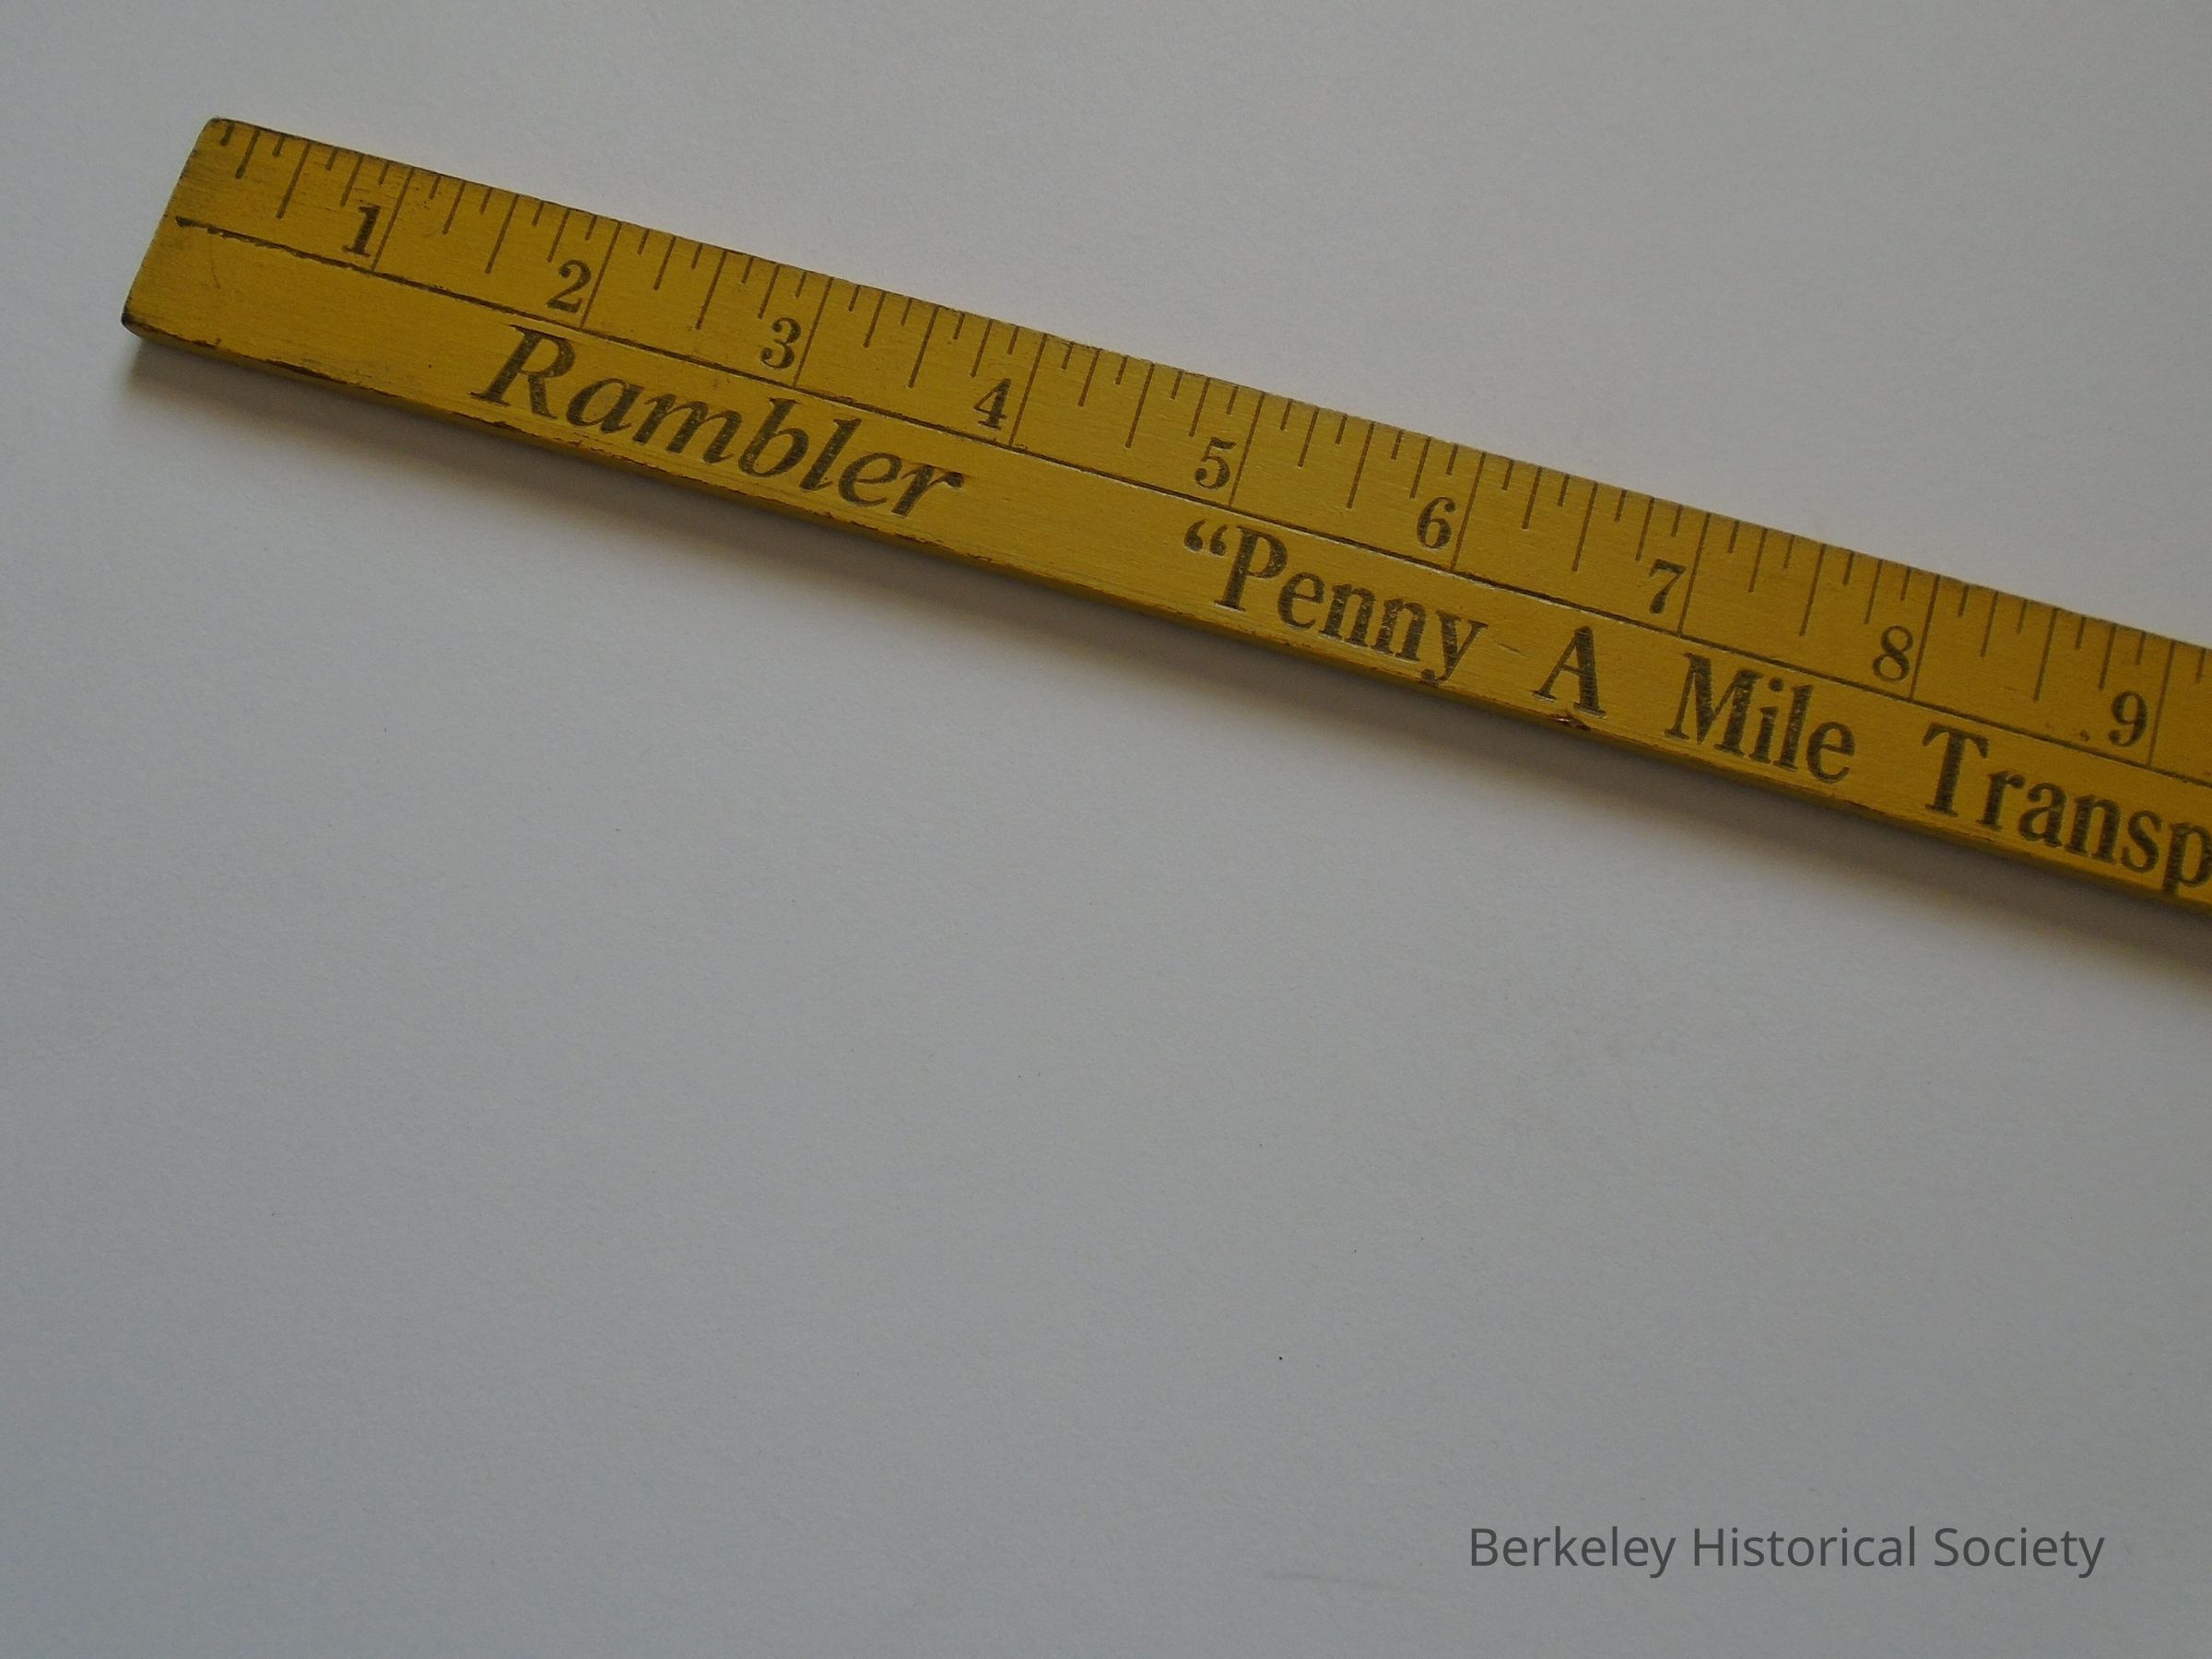 1 2 3 4 5 6 7 8 9
Rambler “Penny A Mile Transp
Berkeley Historical Society